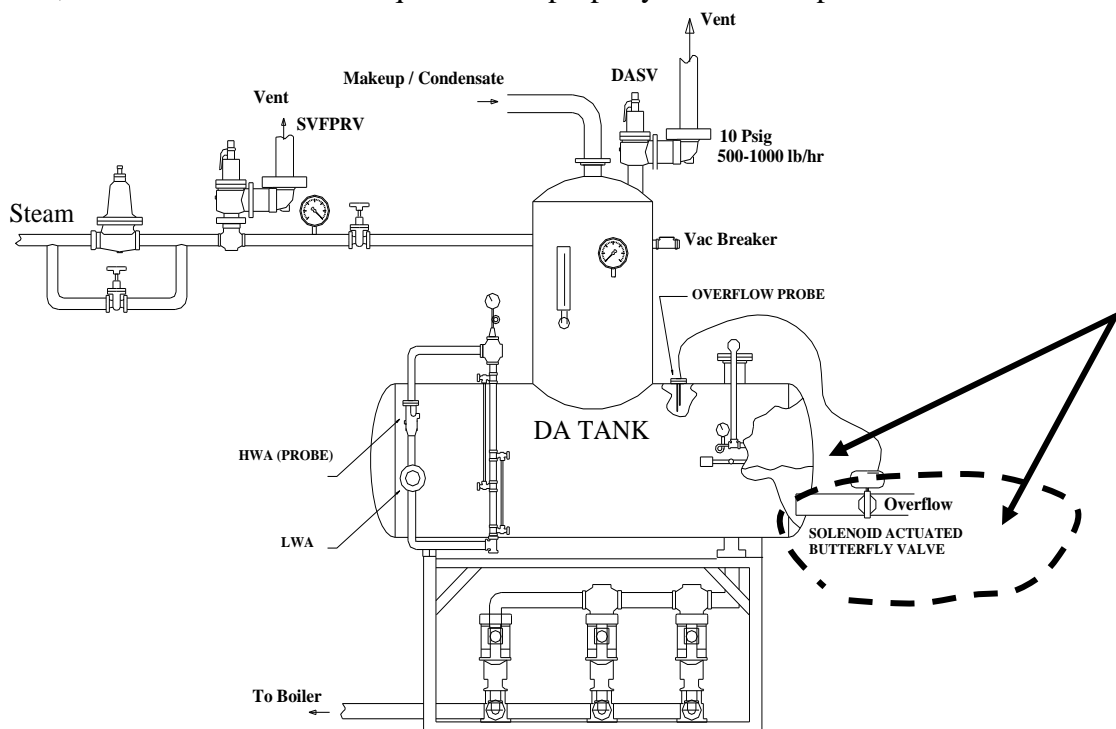 Vent
Makeup / Condensate
DASV
Vent
SVFPRV
10 Psig
500-1000 lb/hr
Steam
Vac Breaker
OVERFLOW PROBE
DA TANK
HWA (PROBE)
Overflow
SOLENOID ACTUATED
BUTTERFLY VALVE
LWA
To Boiler